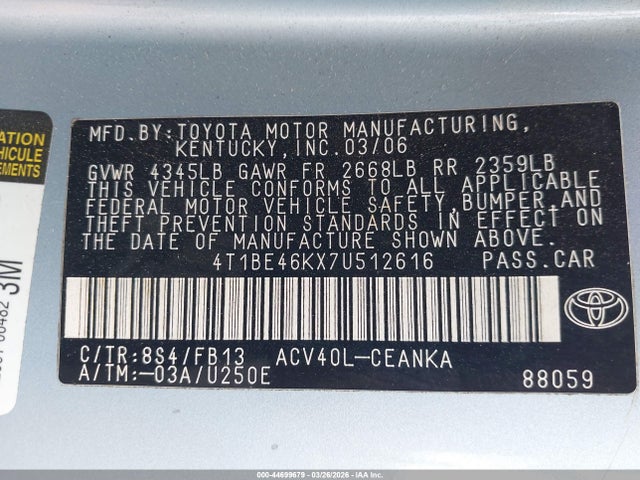 MFD.BY:TOYOTA MOTOR MANUFACTURING,
KENTUCKY,INC.03/06
GVWR 4345LB GAWR FR 2668LB RR 2359LB
THIS VEHICLE CONFORMS TO ALL APPLICABLE
FEDERAL MOTOR VEHICLE SAFETY,BUMPER,AND
THEFT PREVENTION STANDARDS IN EFFECT ON
THE DATE OF MANUFACTURE SHOWN ABOVE.
4T1BE46KX7U512616 PASS.CAR
C/TR:8S4/FB13 ACV40L-CEANKA
A/TM:-03A/U250E
88059
VEHICULE
3M
000-44699679 03/26/2026 IAA Inc.